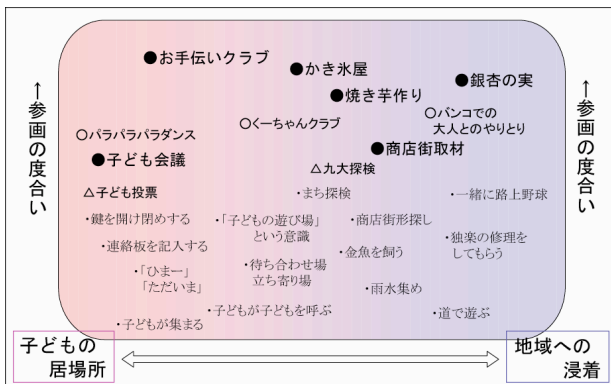 ●お手伝いクラブ
●かき氷屋
●銀杏の実
●焼き芋作り
○バンコでの
大人とのやりとり
○くーちゃんクラブ
○パラパラパラダンス
●商店街取材
●子ども会議
△九大探検
△子ども投票
・まち探検
・一緒に路上野球
・鍵を開け閉めする
・「子どもの遊び場」
という意識
・商店街形探し
・連絡板を記入する
・独楽の修理を
してもらう
・金魚を飼う
・「ひまー」
「ただいま」
・待ち合わせ場
立ち寄り場
・雨水集め
・子どもが子どもを呼ぶ
・道で遊ぶ
・子どもが集まる
↑参画の度合い
↑参画の度合い
子どもの
居場所
地域への
浸着